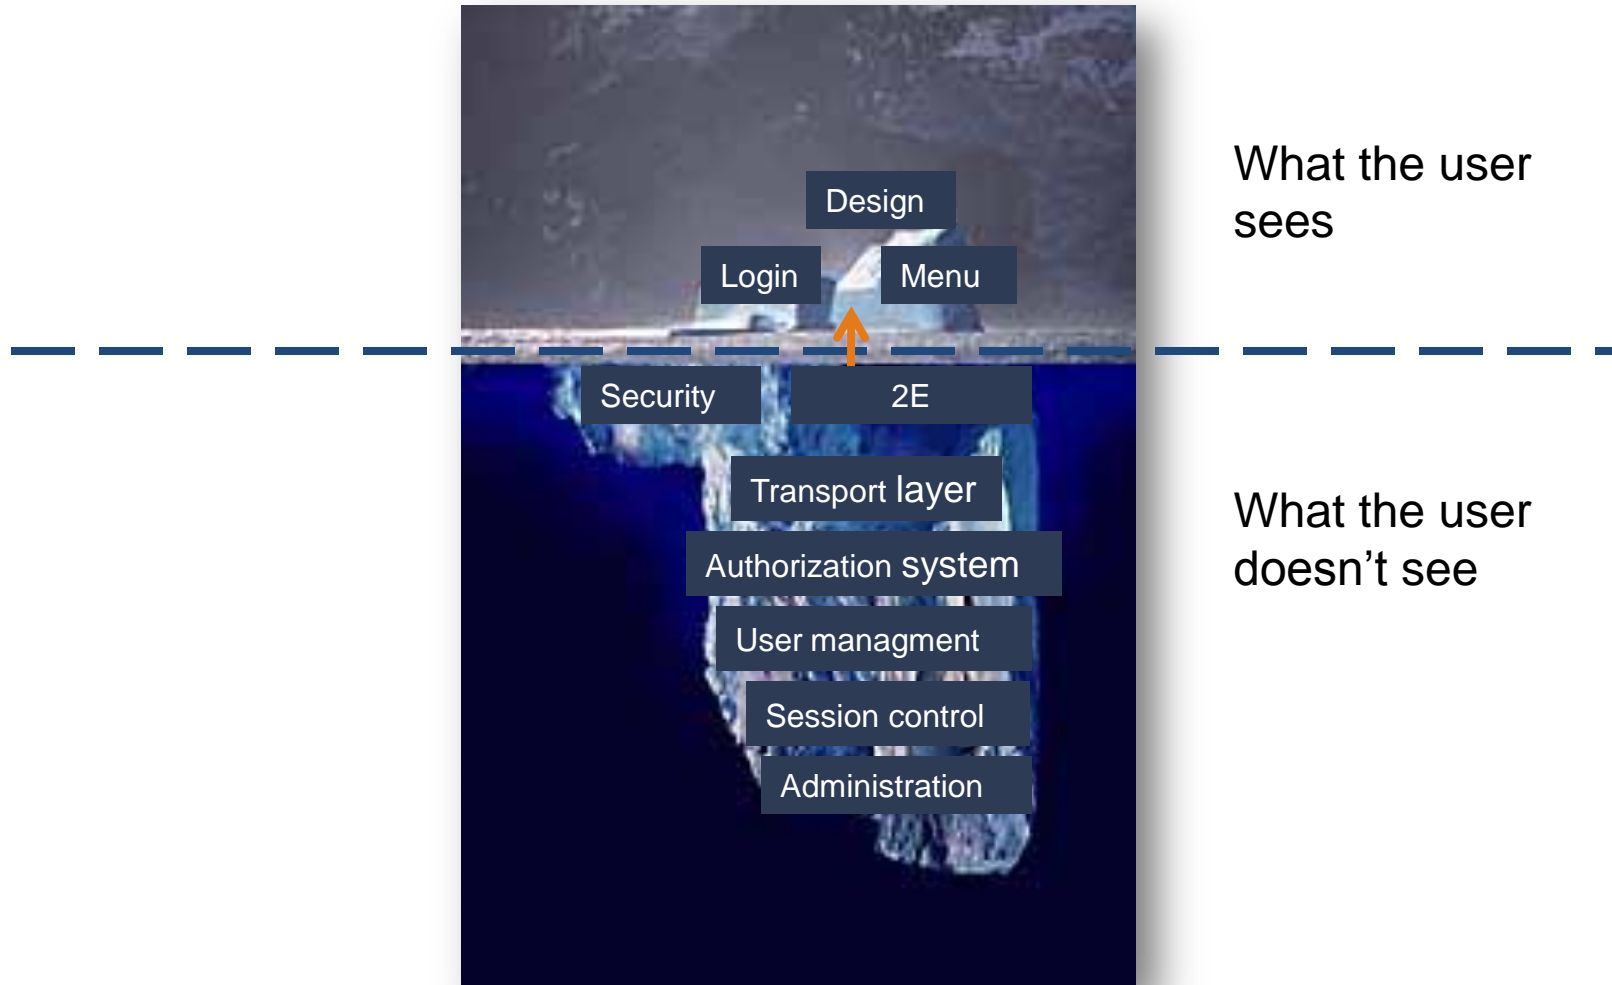 Design
Login
Menu
What the user
sees
Security
2E
Transport layer
Authorization system
User managment
Session control
Administration
What the user
doesn’t see